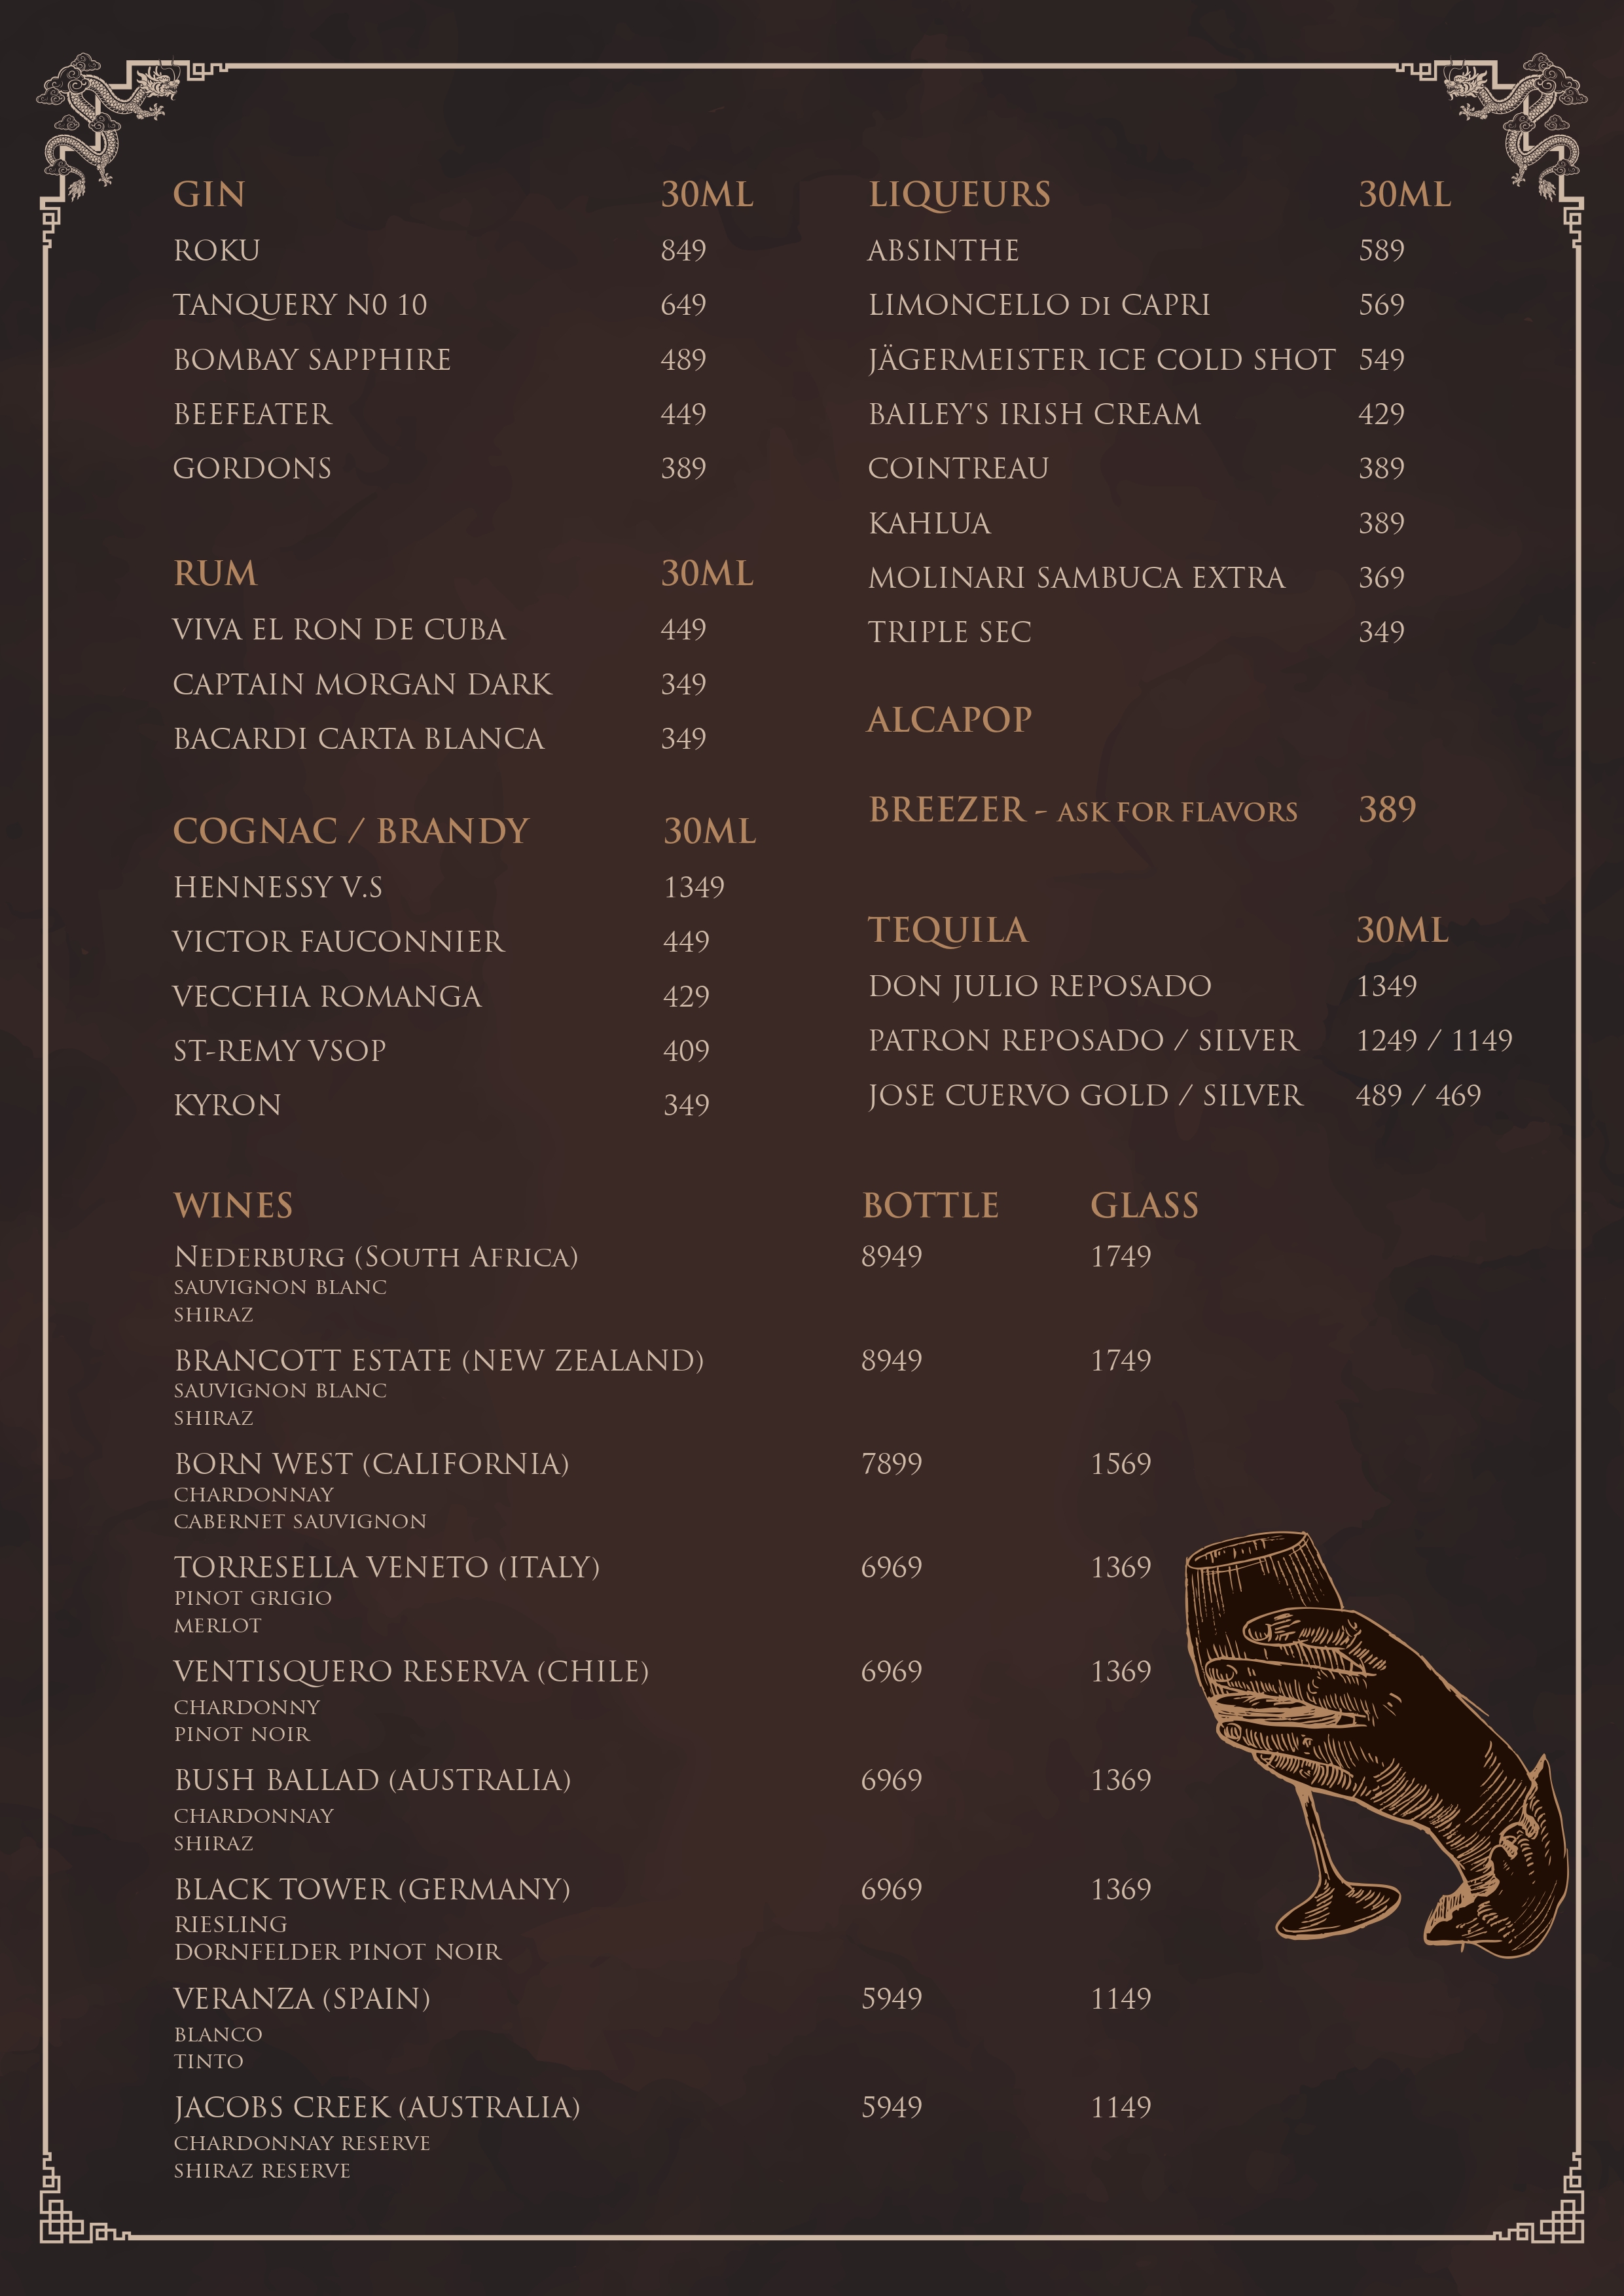 GIN 30ML
ROKU 849
TANQUERY N0 10 649
BOMBAY SAPPHIRE 489
BEEFEATER 449
GORDONS 389
RUM 30ML
VIVA EL RON DE CUBA 449
CAPTAIN MORGAN DARK 349
BACARDI CARTA BLANCA 349
COGNAC / BRANDY 30ML
HENNESSY V.S 1349
VICTOR FAUCONNIER 449
VECCHIA ROMANGA 429
ST-REMY VSOP 409
KYRON 349
LIQUEURS 30ML
ABSINTHE 589
LIMONCELLO DI CAPRI 569
JÄGERMEISTER ICE COLD SHOT 549
BAILEY'S IRISH CREAM 429
COINTREAU 389
KAHLUA 389
MOLINARI SAMBUCA EXTRA 369
TRIPLE SEC 349
ALCAPOP
BREEZER - ASK FOR FLAVORS 389
TEQUILA 30ML
DON JULIO REPOSADO 1349
PATRON REPOSADO / SILVER 1249 / 1149
JOSE CUERVO GOLD / SILVER 489 / 469
WINES BOTTLE GLASS
NEDERBURG (SOUTH AFRICA) 8949 1749
SAUVIGNON BLANC
SHIRAZ
BRANCOTT ESTATE (NEW ZEALAND) 8949 1749
SAUVIGNON BLANC
SHIRAZ
BORN WEST (CALIFORNIA) 7899 1569
CHARDONNAY
CABERNET SAUVIGNON
TORRESELLA VENETO (ITALY) 6969 1369
PINOT GRIGIO
MERLOT
VENTISQUERO RESERVA (CHILE) 6969 1369
CHARDONNY
PINOT NOIR
BUSH BALLAD (AUSTRALIA) 6969 1369
CHARDONNAY
SHIRAZ
BLACK TOWER (GERMANY) 6969 1369
RIESLING
DORNFELDER PINOT NOIR
VERANZA (SPAIN) 5949 1149
BLANCO
TINTO
JACOBS CREEK (AUSTRALIA) 5949 1149
CHARDONNAY RESERVE
SHIRAZ RESERVE